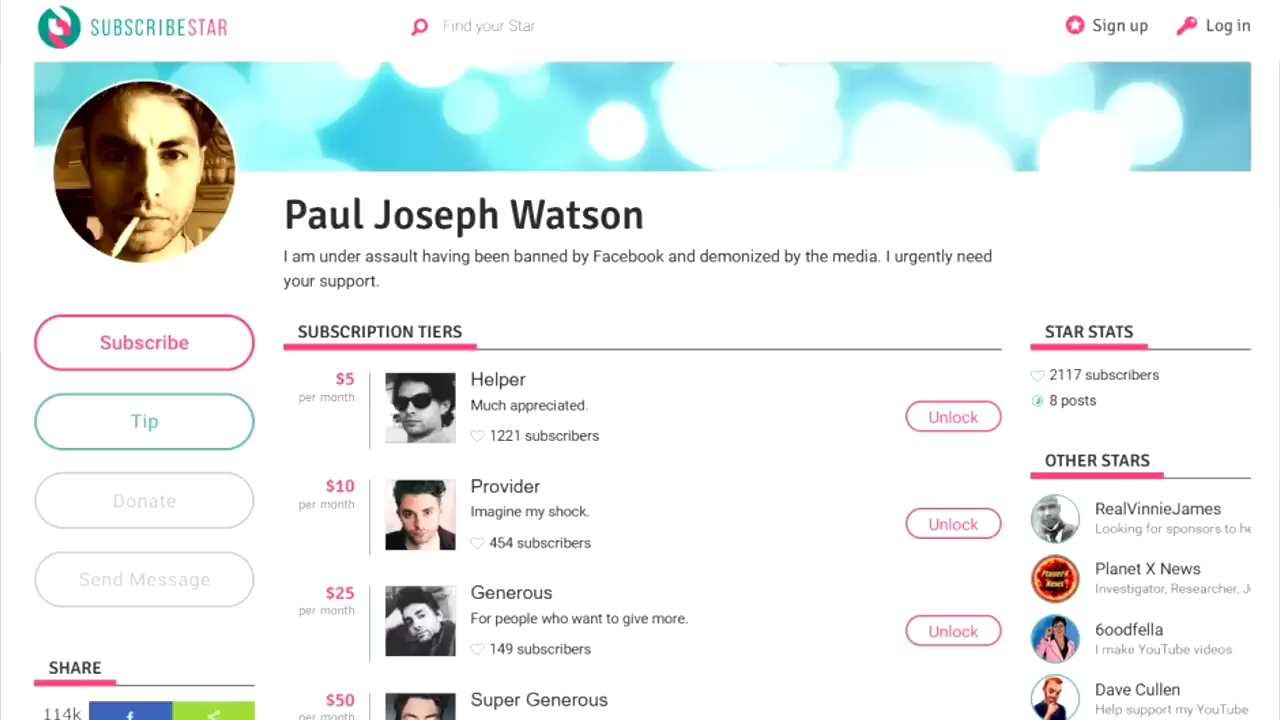 SUBSCRIBESTAR
Find your Star
Sign up
Log in
Paul Joseph Watson
I am under assault having been banned by Facebook and demonized by the media. I urgently need
your support.
Subscribe
Tip
Donate
Send Message
SHARE
114k
SUBSCRIPTION TIERS
$5
per month
Helper
Much appreciated.
1221 subscribers
Unlock
$10
per month
Provider
Imagine my shock.
454 subscribers
Unlock
$25
per month
Generous
For people who want to give more.
149 subscribers
Unlock
$50
per month
Super Generous
STAR STATS
2117 subscribers
8 posts
OTHER STARS
RealVinnieJames
Looking for sponsors to he
Planet X News
Planet X
News
Investigator, Researcher, J
6oodfella
I make YouTube videos.
Dave Cullen
Help support my YouTube